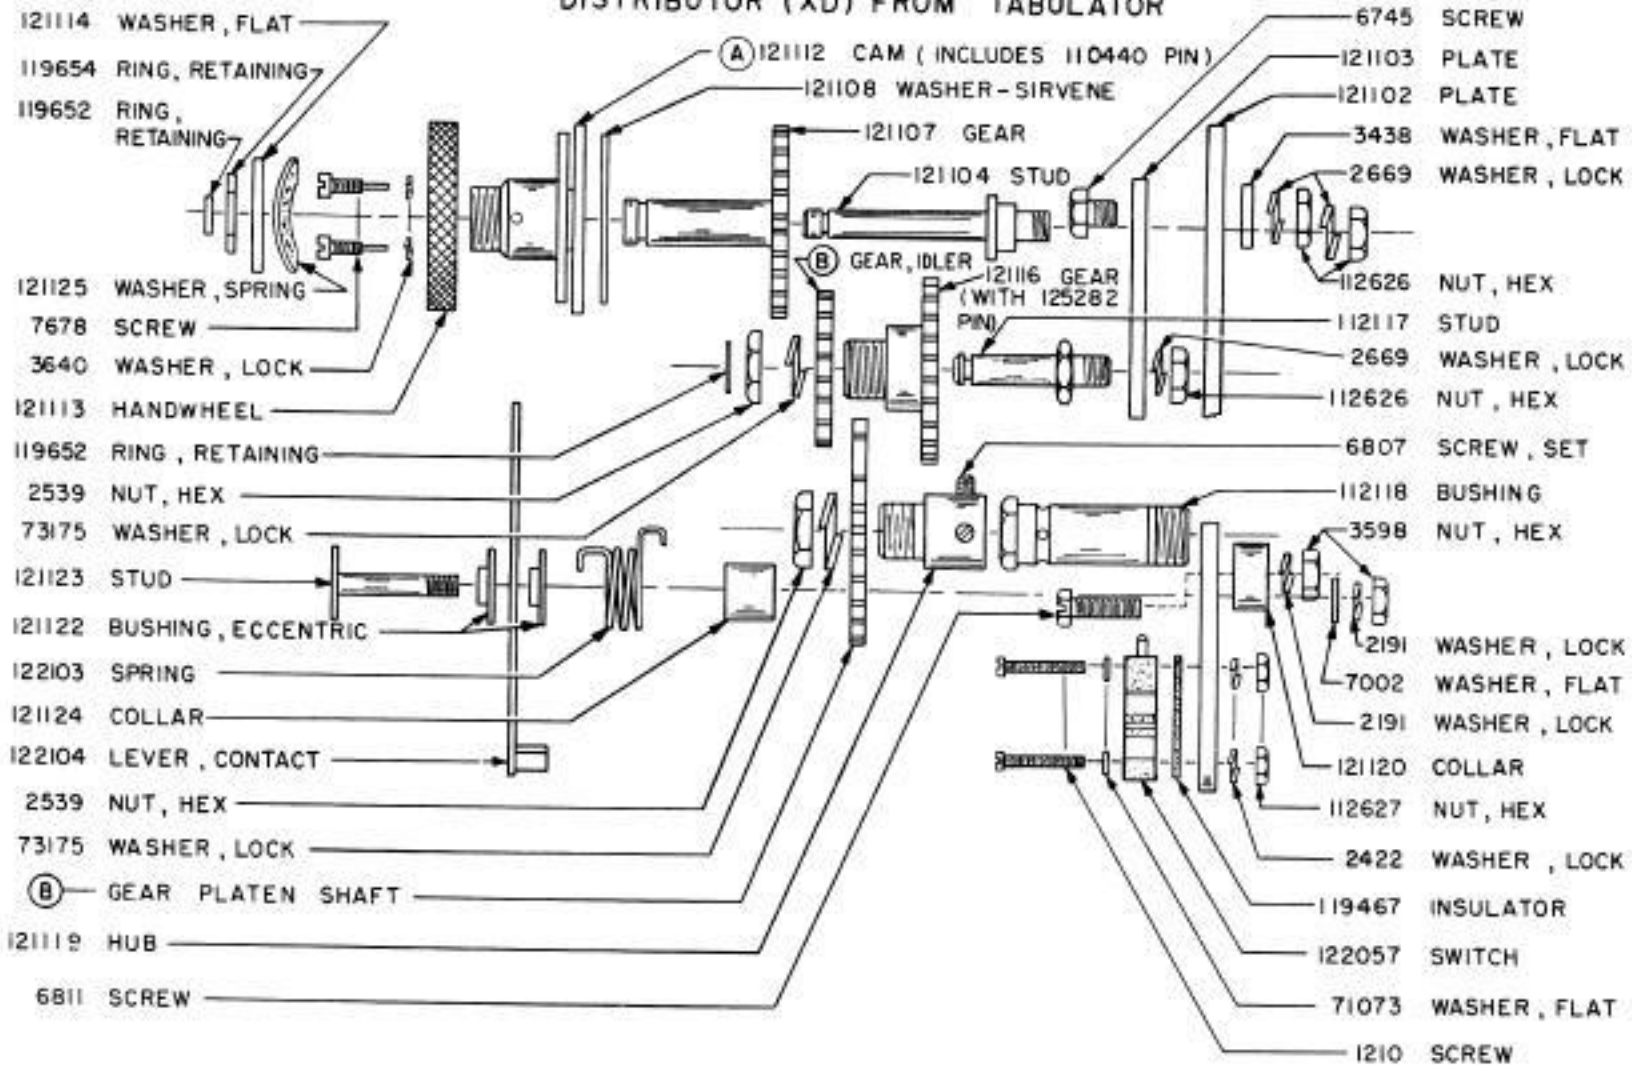 DISTRIBUTOR (XD) FROM TABULATOR
121114 WASHER, FLAT
119654 RING, RETAINING
119652 RING,
RETAINING
121125 WASHER, SPRING
7678 SCREW
3640 WASHER, LOCK
121113 HANDWHEEL
119652 RING, RETAINING
2539 NUT, HEX
73175 WASHER, LOCK
121123 STUD
121122 BUSHING, ECCENTRIC
122103 SPRING
121124 COLLAR
122104 LEVER, CONTACT
2539 NUT, HEX
73175 WASHER, LOCK
B GEAR PLATEN SHAFT
121119 HUB
6811 SCREW
A 121112 CAM (INCLUDES 110440 PIN)
121108 WASHER-SIRVENE
121107 GEAR
121104 STUD
B GEAR, IDLER
121116 GEAR
(WITH 125282
PIN)
6745 SCREW
121103 PLATE
121102 PLATE
3438 WASHER, FLAT
2669 WASHER, LOCK
112626 NUT, HEX
112117 STUD
2669 WASHER, LOCK
112626 NUT, HEX
6807 SCREW, SET
112118 BUSHING
3598 NUT, HEX
2191 WASHER, LOCK
7002 WASHER, FLAT
2191 WASHER, LOCK
121120 COLLAR
112627 NUT, HEX
2422 WASHER, LOCK
119467 INSULATOR
122057 SWITCH
71073 WASHER, FLAT
1210 SCREW